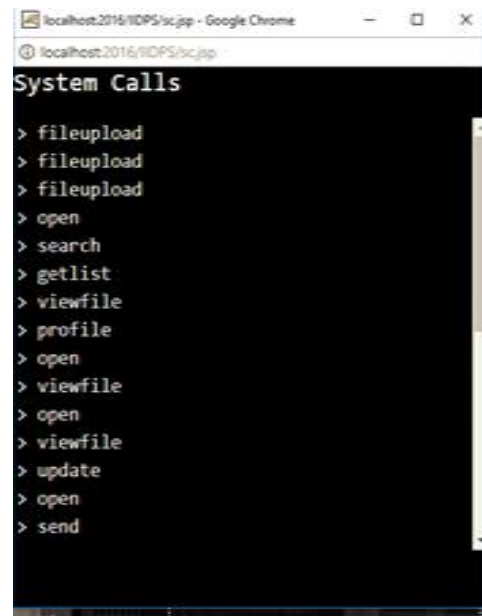 localhost:2016/IIDPS/sc.jsp - Google Chrome
localhost:2016/IIDPS/sc.jsp
System Calls
> fileupload
> fileupload
> fileupload
> open
> search
> getlist
> viewfile
> profile
> open
> viewfile
> open
> viewfile
> update
> open
> send